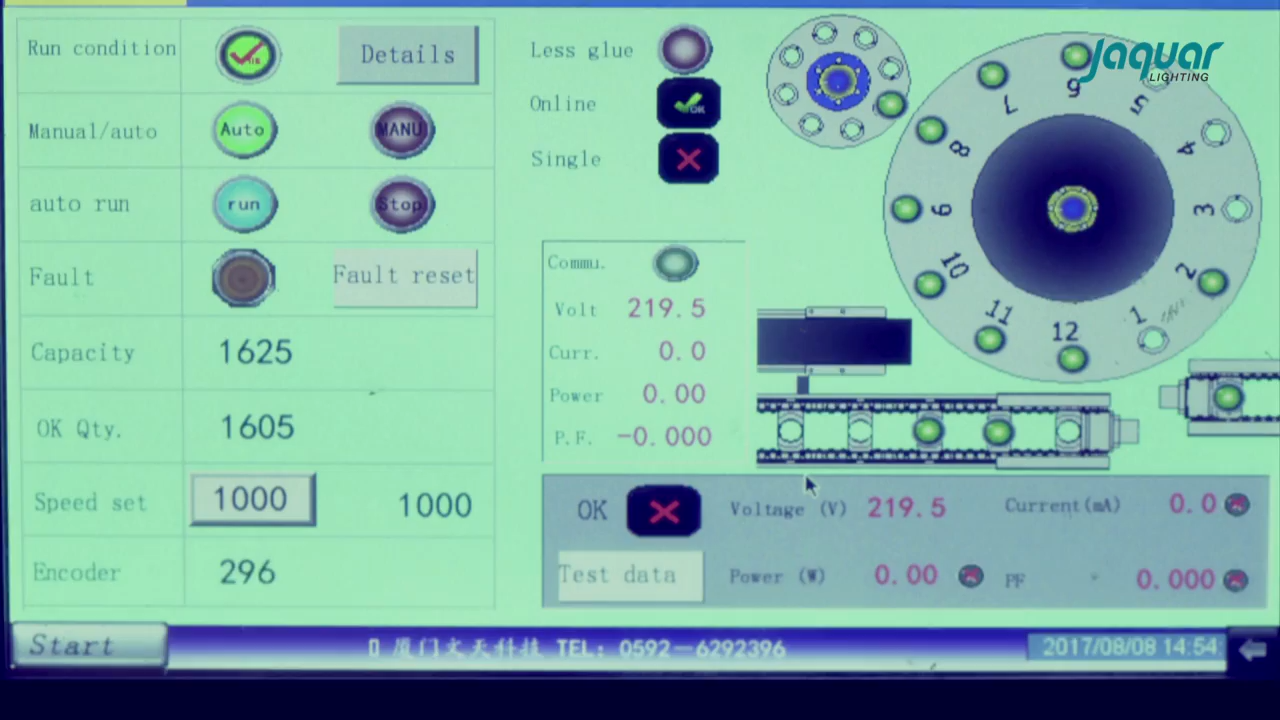 Run condition
Details
Manual/auto
Auto
MANU
auto run
run
Stop
Fault
Fault reset
Capacity
1625
OK Qty.
1605
Speed set
1000
1000
Encoder
296
Less glue
Online
OK
Single
Commu.
Volt 219.5
Curr. 0.0
Power 0.00
P.F. -0.000
JAQUAR
LIGHTING
6
5
4
3
2
1
12
11
10
9
8
7
OK
Voltage (V) 219.5
Current(mA) 0.0
Test data
Power (W) 0.00
PF 0.000
Start
厦门文天科技 TEL: 0592-6292396
2017/08/08 14:54